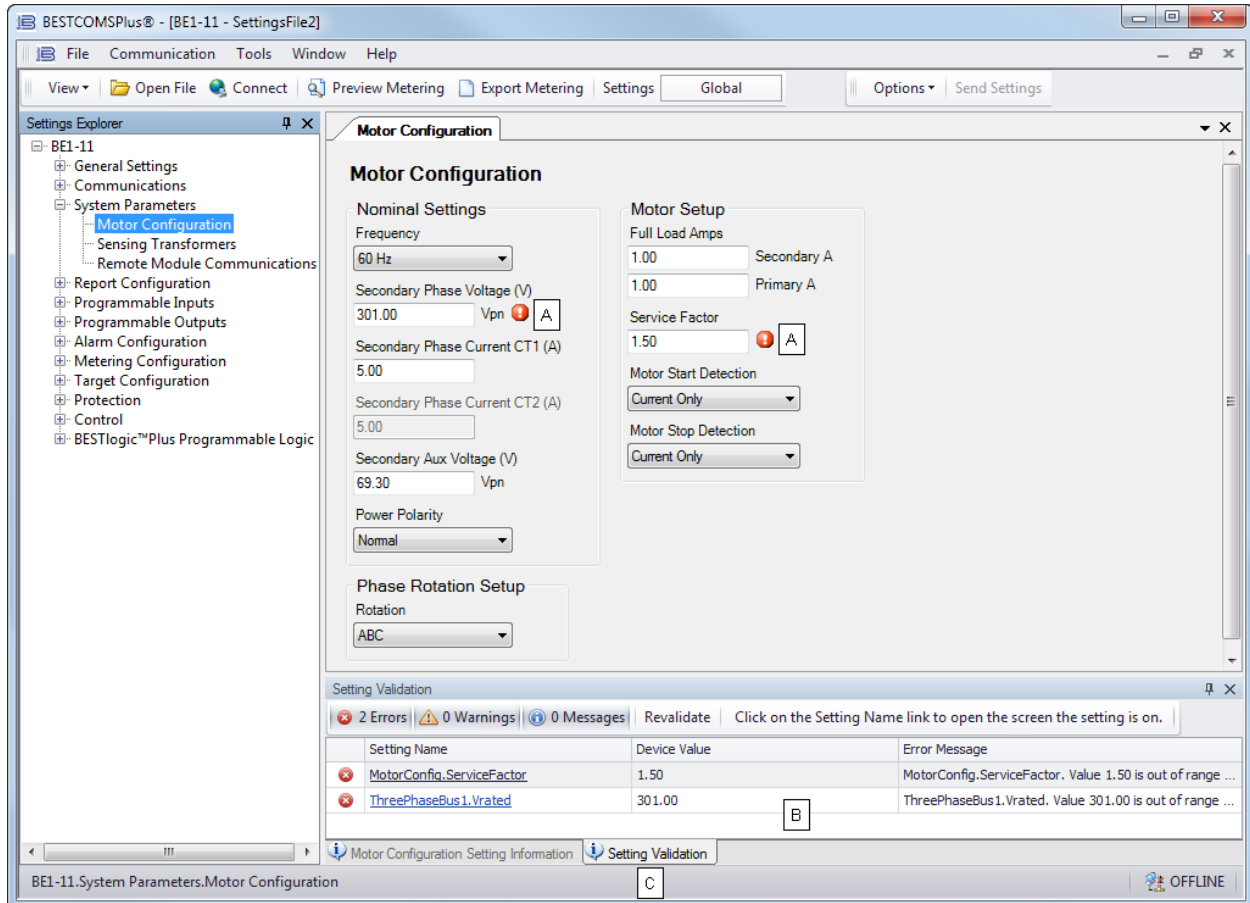 BESTCOMSPlus® - [BE1-11 - SettingsFile2]
File Communication Tools Window Help
View Open File Connect Preview Metering Export Metering Settings Global Options Send Settings
Settings Explorer
BE1-11
General Settings
Communications
System Parameters
Motor Configuration
Sensing Transformers
Remote Module Communications
Report Configuration
Programmable Inputs
Programmable Outputs
Alarm Configuration
Metering Configuration
Target Configuration
Protection
Control
BESTlogic™Plus Programmable Logic
Motor Configuration
Motor Configuration
Nominal Settings
Frequency
60 Hz
Secondary Phase Voltage (V)
301.00 Vpn A
Secondary Phase Current CT1 (A)
5.00
Secondary Phase Current CT2 (A)
5.00
Secondary Aux Voltage (V)
69.30 Vpn
Power Polarity
Normal
Phase Rotation Setup
Rotation
ABC
Motor Setup
Full Load Amps
1.00 Secondary A
1.00 Primary A
Service Factor
1.50 A
Motor Start Detection
Current Only
Motor Stop Detection
Current Only
Setting Validation
2 Errors 0 Warnings 0 Messages Revalidate Click on the Setting Name link to open the screen the setting is on.
Setting Name Device Value Error Message
MotorConfig.ServiceFactor 1.50 MotorConfig.ServiceFactor. Value 1.50 is out of range ...
ThreePhaseBus1.Vrated 301.00 ThreePhaseBus1.Vrated. Value 301.00 is out of range ...
B
Motor Configuration Setting Information Setting Validation
BE1-11.System Parameters.Motor Configuration C OFFLINE